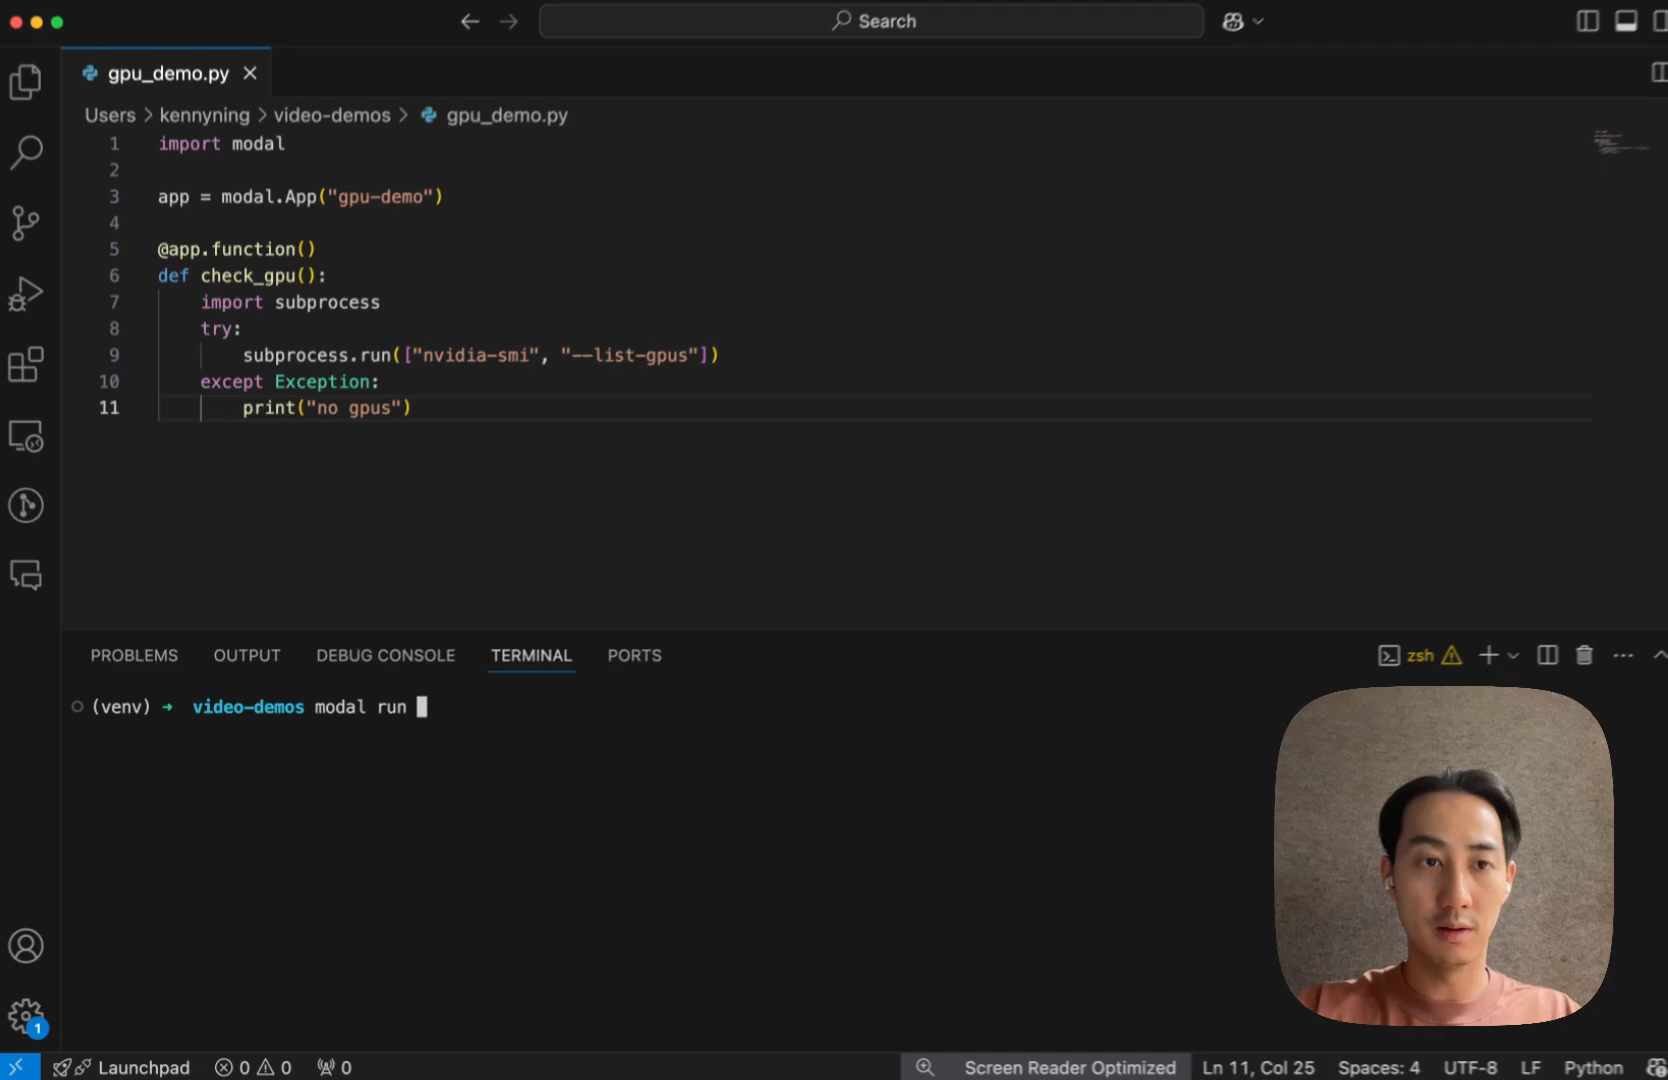 Search
gpu_demo.py
Users > kennyning > video-demos > gpu_demo.py
1 import modal
2
3 app = modal.App("gpu-demo")
4
5 @app.function()
6 def check_gpu():
7 import subprocess
8 try:
9 subprocess.run(["nvidia-smi", "--list-gpus"])
10 except Exception:
11 print("no gpus")
PROBLEMS OUTPUT DEBUG CONSOLE TERMINAL PORTS zsh
(venv) → video-demos modal run
1
Launchpad 0 0 0 Screen Reader Optimized Ln 11, Col 25 Spaces: 4 UTF-8 LF Python